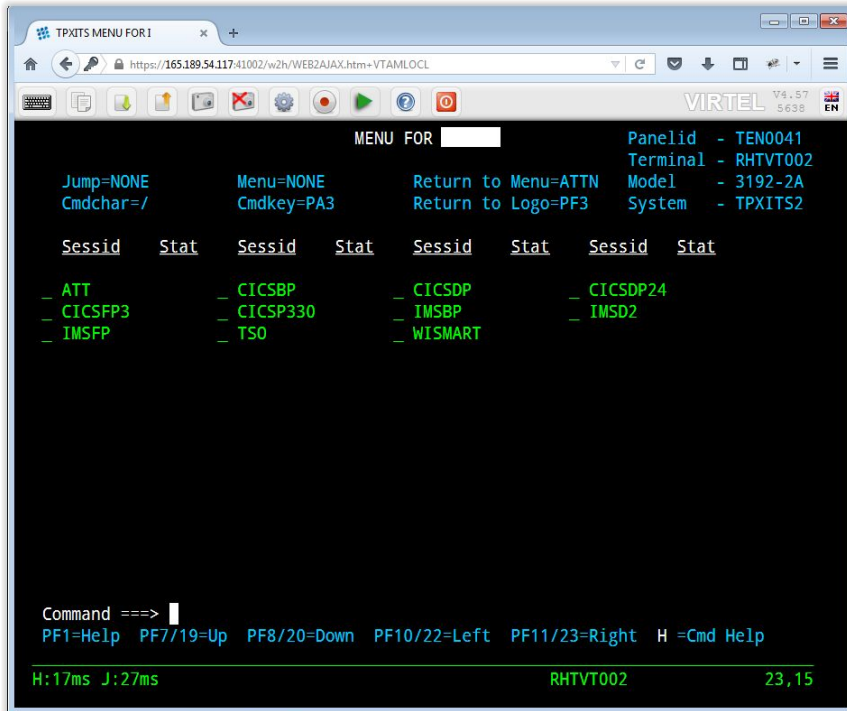 TPXITS MENU FOR I
https://165.189.54.117:41002/w2h/WEB2AJAX.htm+VTAMLOCL
VIRTEL V4.57 5638 EN
MENU FOR Panelid - TEN0041
Terminal - RHTVT002
Jump=NONE Menu=NONE Return to Menu=ATTN Model - 3192-2A
Cmdchar=/ Cmdkey=PA3 Return to Logo=PF3 System - TPXITS2
Sessid Stat Sessid Stat Sessid Stat Sessid Stat
_ ATT _ CICSBP _ CICSDP _ CICSDP24
_ CICSFP3 _ CICSP330 _ IMSBP _ IMSD2
_ IMSFP _ TSO _ WISMART
Command ===>
PF1=Help PF7/19=Up PF8/20=Down PF10/22=Left PF11/23=Right H =Cmd Help
H:17ms J:27ms RHTVT002 23,15